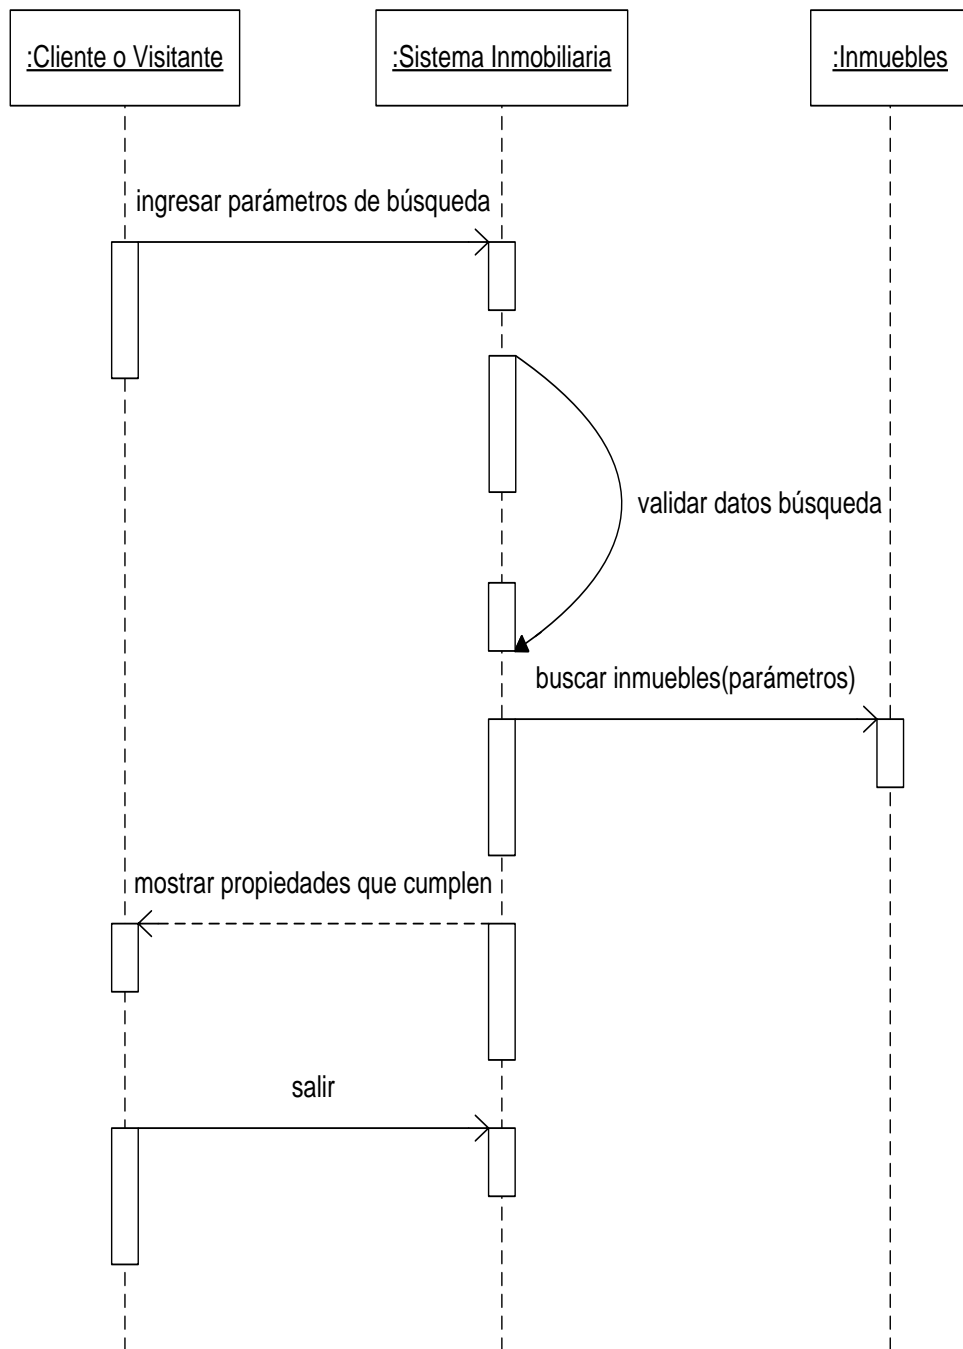 :Cliente o Visitante
:Sistema Inmobiliaria
:Inmuebles
ingresar parámetros de búsqueda
validar datos búsqueda
buscar inmuebles(parámetros)
mostrar propiedades que cumplen
salir